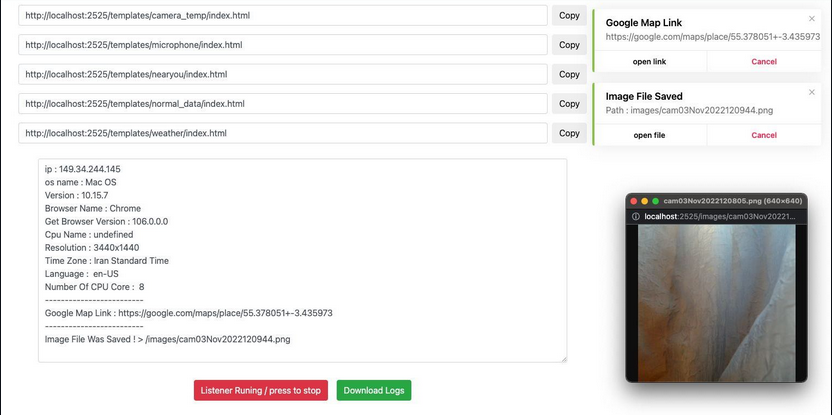 http://localhost:2525/templates/camera_temp/index.html Copy
http://localhost:2525/templates/microphone/index.html Copy
http://localhost:2525/templates/nearyou/index.html Copy
http://localhost:2525/templates/normal_data/index.html Copy
http://localhost:2525/templates/weather/index.html Copy
Google Map Link
https://google.com/maps/place/55.378051+-3.435973
open link Cancel
Image File Saved
Path : images/cam03Nov2022120944.png
open file Cancel
ip : 149.34.244.145
os name : Mac OS
Version : 10.15.7
Browser Name : Chrome
Get Browser Version : 106.0.0.0
Cpu Name : undefined
Resolution : 3440x1440
Time Zone : Iran Standard Time
Language : en-US
Number Of CPU Core : 8
-------------------------
Google Map Link : https://google.com/maps/place/55.378051+-3.435973
-------------------------
Image File Was Saved ! > /images/cam03Nov2022120944.png
cam03Nov2022120805.png (640×640)
localhost:2525/images/cam03Nov20221...
Listener Runing / press to stop
Download Logs